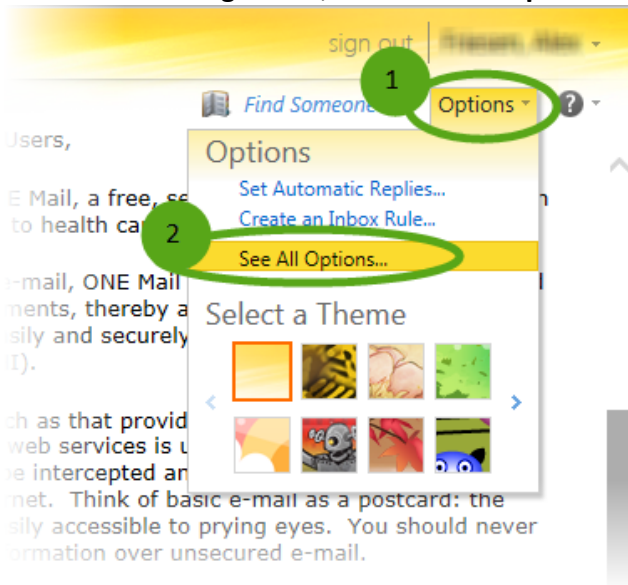 sign out
1
Find Someone
Options
?
Users,
Options
Set Automatic Replies...
E Mail, a free, se
n
Create an Inbox Rule...
to health ca
2
See All Options...
e-mail, ONE Mail
d
ments, thereby a
Select a Theme
sily and securely
I).
ch as that provid
web services is u
be intercepted an
rnet. Think of basic e-mail as a postcard: the
sily accessible to prying eyes. You should never
ormation over unsecured e-mail.